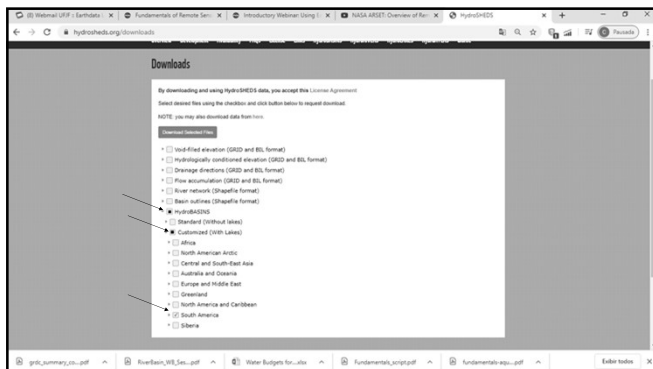 (8) Webmail UFJF :: Earthdata :
Fundamentals of Remote Sens
Introductory Webinar: Using
NASA ARSET: Overview of Re
HydroSHEDS
hydrosheds.org/downloads
Pausada
Downloads
By downloading and using HydroSHEDS data, you accept this License Agreement
Select desired files using the checkbox and click button below to request download.
NOTE: you may also download data from here.
Download Selected Files
Void-filled elevation (GRID and BIL format)
Hydrologically conditioned elevation (GRID and BIL format)
Drainage directions (GRID and BIL format)
Flow accumulation (GRID and BIL format)
River network (Shapefile format)
Basin outlines (Shapefile format)
HydroBASINS
Standard (Without lakes)
Customized (With Lakes)
Africa
North American Arctic
Central and South-East Asia
Australia and Oceania
Europe and Middle East
Greenland
North America and Caribbean
South America
Siberia
grdc_summary_co....pdf
RiverBasin_WB_Ses....pdf
Water Budgets for....xlsx
Fundamentals_script.pdf
fundamentals-aqu....pdf
Exibir todos